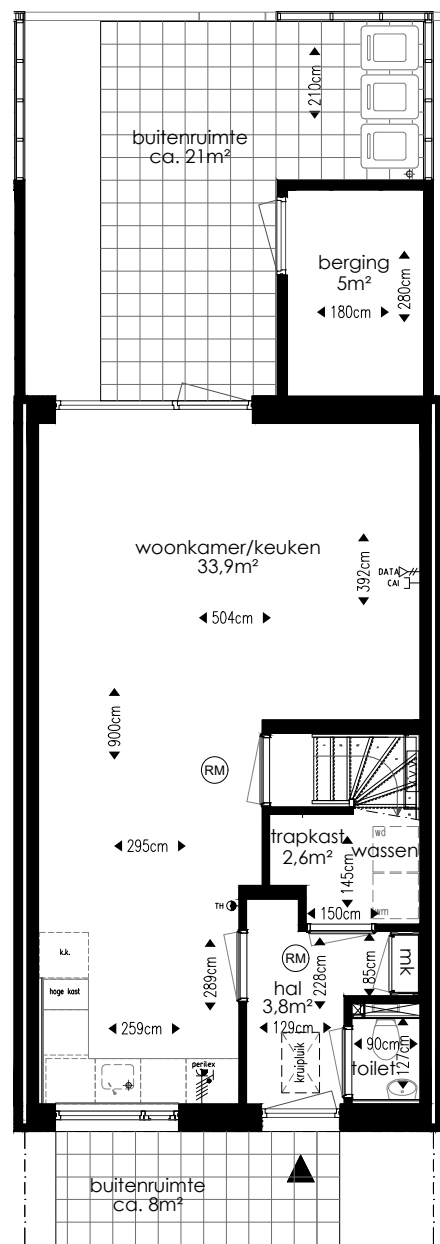 210cm
buitenruimte
ca. 21m²
berging
5m²
180cm
280cm
woonkamer/keuken
33,9m²
392cm
DATA
CAI
504cm
900cm
RM
trapkast
2,6m²
wd
wassen
145cm
wm
295cm
TH
150cm
RM
hal
3,8m²
228cm
85cm
mk
289cm
129cm
k.k.
hoge kast
259cm
perilex
kruipluik
90cm
127cm
toilet
buitenruimte
ca. 8m²